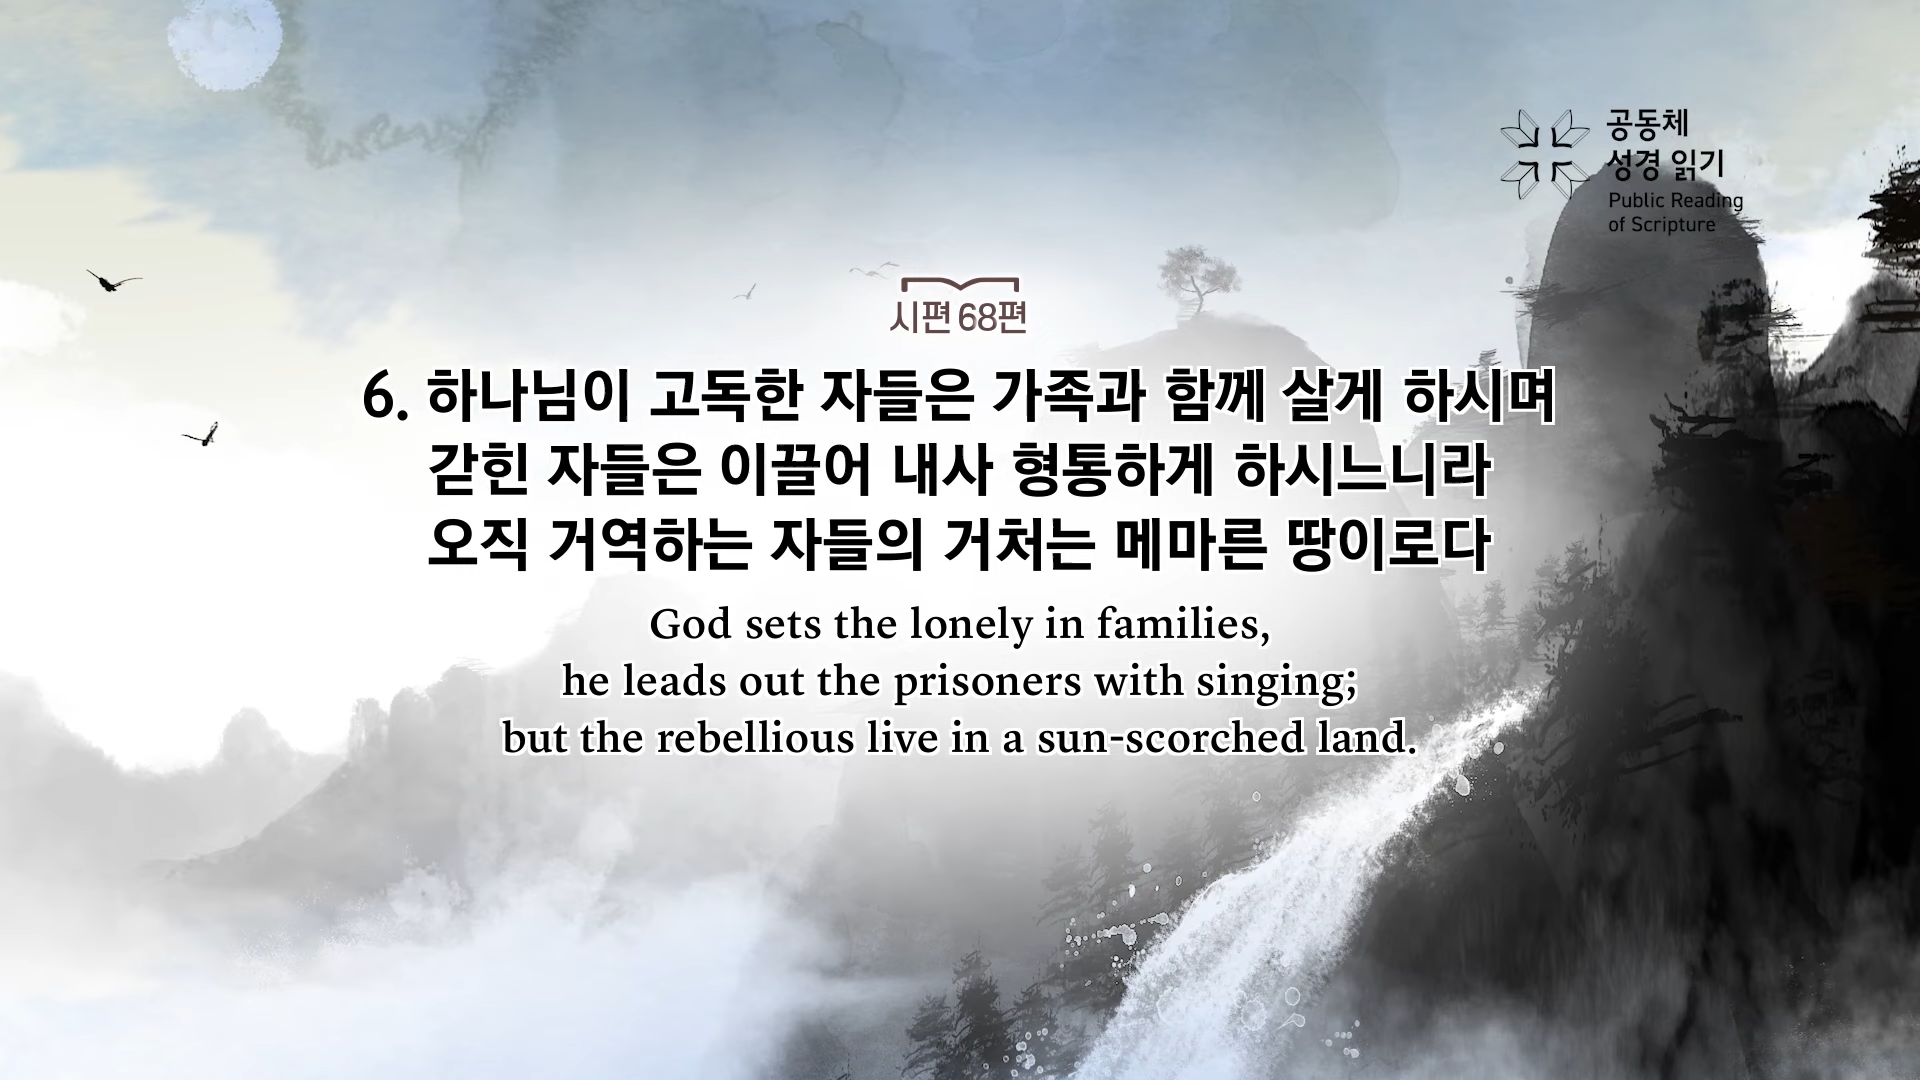 공동체
성경 읽기
Public Reading
of Scripture
시편 68편
6. 하나님이 고독한 자들은 가족과 함께 살게 하시며
갇힌 자들은 이끌어 내사 형통하게 하시느니라
오직 거역하는 자들의 거처는 메마른 땅이로다
God sets the lonely in families,
he leads out the prisoners with singing;
but the rebellious live in a sun-scorched land.